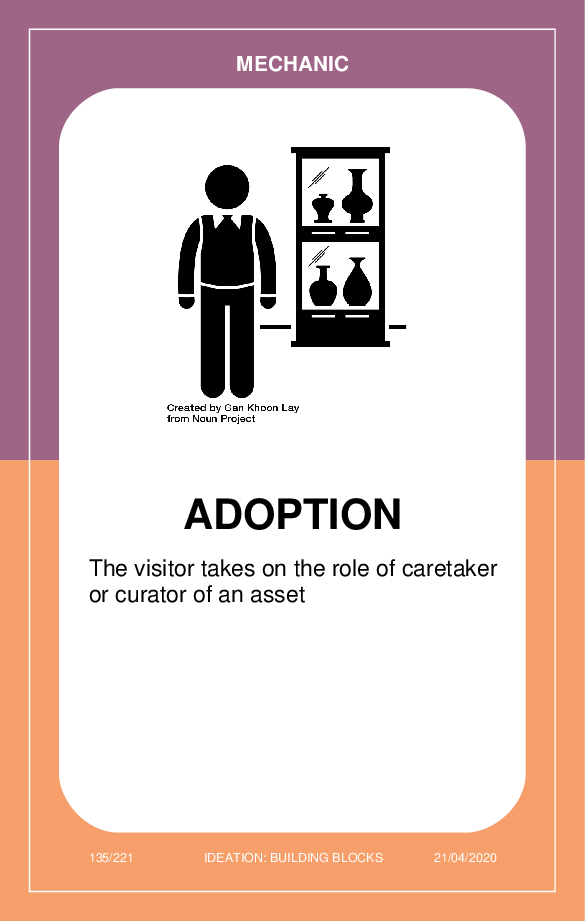 MECHANIC
Created by Gan Khoon Lay
from Noun Project
ADOPTION
The visitor takes on the role of caretaker
or curator of an asset
135/221 IDEATION: BUILDING BLOCKS 21/04/2020